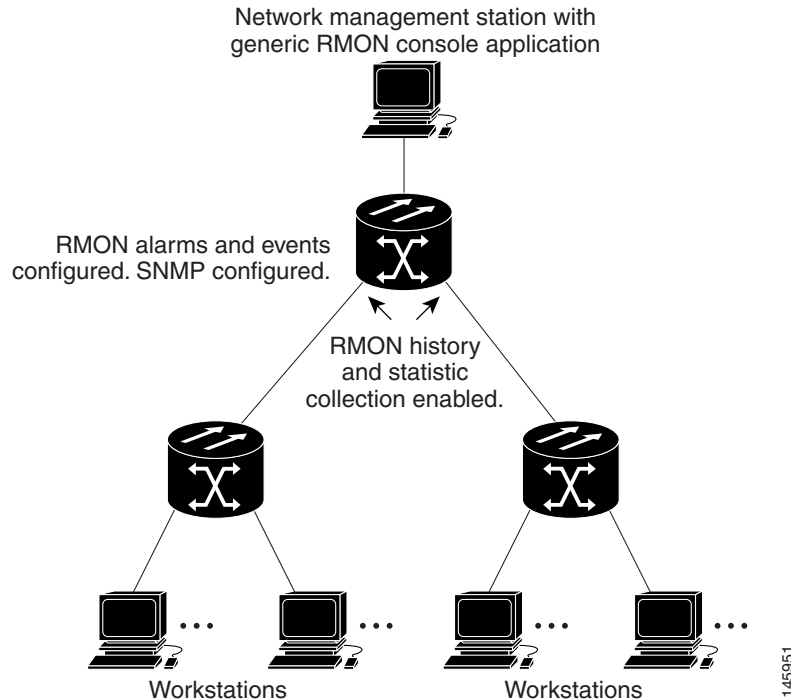 Network management station with
generic RMON console application
RMON alarms and events
configured. SNMP configured.
RMON history
and statistic
collection enabled.
Workstations
Workstations
145951